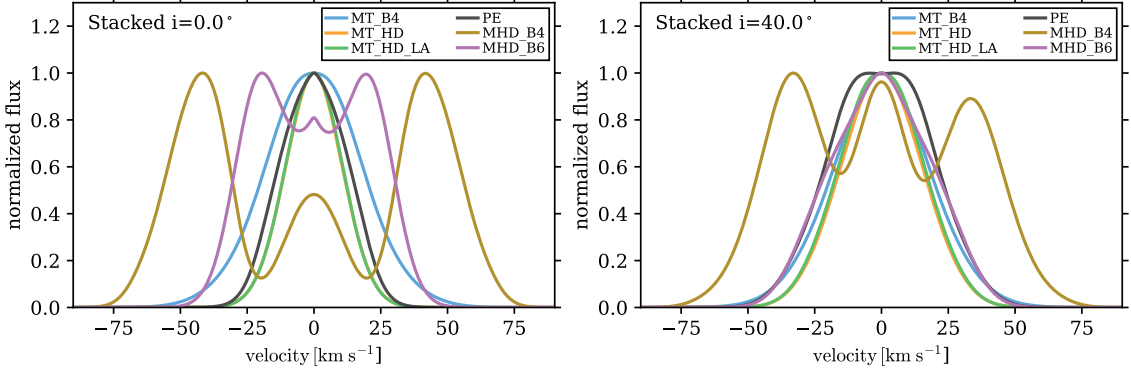 Stacked i=0.0°
MT_B4
MT_HD
MT_HD_LA
PE
MHD_B4
MHD_B6
normalized flux
1.2
1.0
0.8
0.6
0.4
0.2
0.0
−75
−50
−25
0
25
50
75
velocity [km s⁻¹]
Stacked i=40.0°
MT_B4
MT_HD
MT_HD_LA
PE
MHD_B4
MHD_B6
normalized flux
1.2
1.0
0.8
0.6
0.4
0.2
0.0
−75
−50
−25
0
25
50
75
velocity [km s⁻¹]